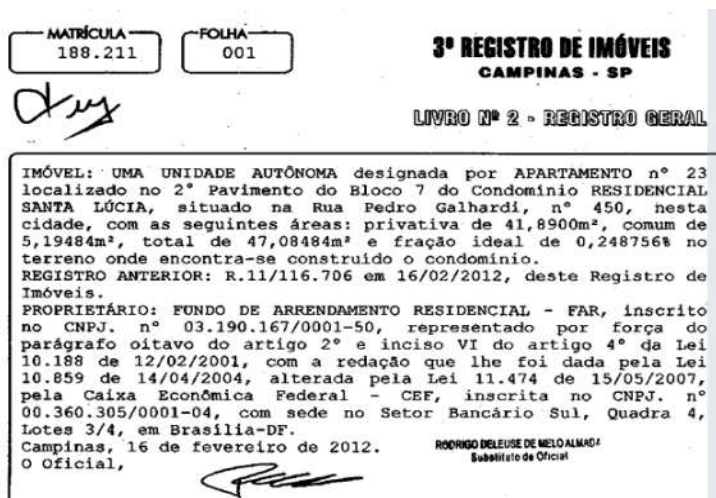 MATRÍCULA
188.211
FOLHA
001
3º REGISTRO DE IMÓVEIS
CAMPINAS - SP
LIVRO Nº 2 - REGISTRO GERAL
IMÓVEL: UMA UNIDADE AUTÔNOMA designada por APARTAMENTO nº 23
localizado no 2° Pavimento do Bloco 7 do Condomínio RESIDENCIAL
SANTA LÚCIA, situado na Rua Pedro Galhardi, nº 450, nesta
cidade, com as seguintes áreas: privativa de 41,8900m², comum de
5,19484m², total de 47,08484m² e fração ideal de 0,248756% no
terreno onde encontra-se construído o condomínio.
REGISTRO ANTERIOR: R.11/116.706 em 16/02/2012, deste Registro de
Imóveis.
PROPRIETÁRIO: FUNDO DE ARRENDAMENTO RESIDENCIAL - FAR, inscrito
no CNPJ. nº 03.190.167/0001-50, representado por força do
parágrafo oitavo do artigo 2° e inciso VI do artigo 4° da Lei
10.188 de 12/02/2001, com a redação que lhe foi dada pela Lei
10.859 de 14/04/2004, alterada pela Lei 11.474 de 15/05/2007,
pela Caixa Econômica Federal - CEF, inscrita no CNPJ. nº
00.360.305/0001-04, com sede no Setor Bancário Sul, Quadra 4,
Lotes 3/4, em Brasília-DF.
Campinas, 16 de fevereiro de 2012.
O Oficial,
RODRIGO DELEUSE DE MELO ALMADA
Substituto de Oficial